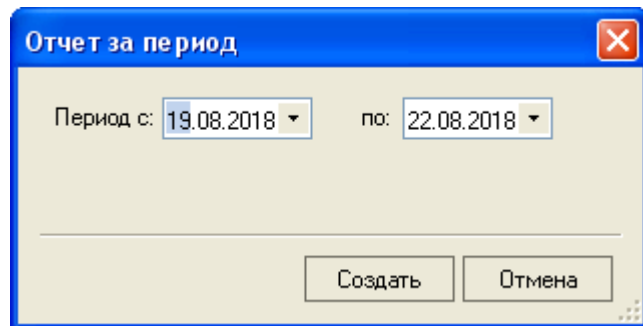 Отчет за период
Период с: 19.08.2018 по: 22.08.2018
Создать Отмена